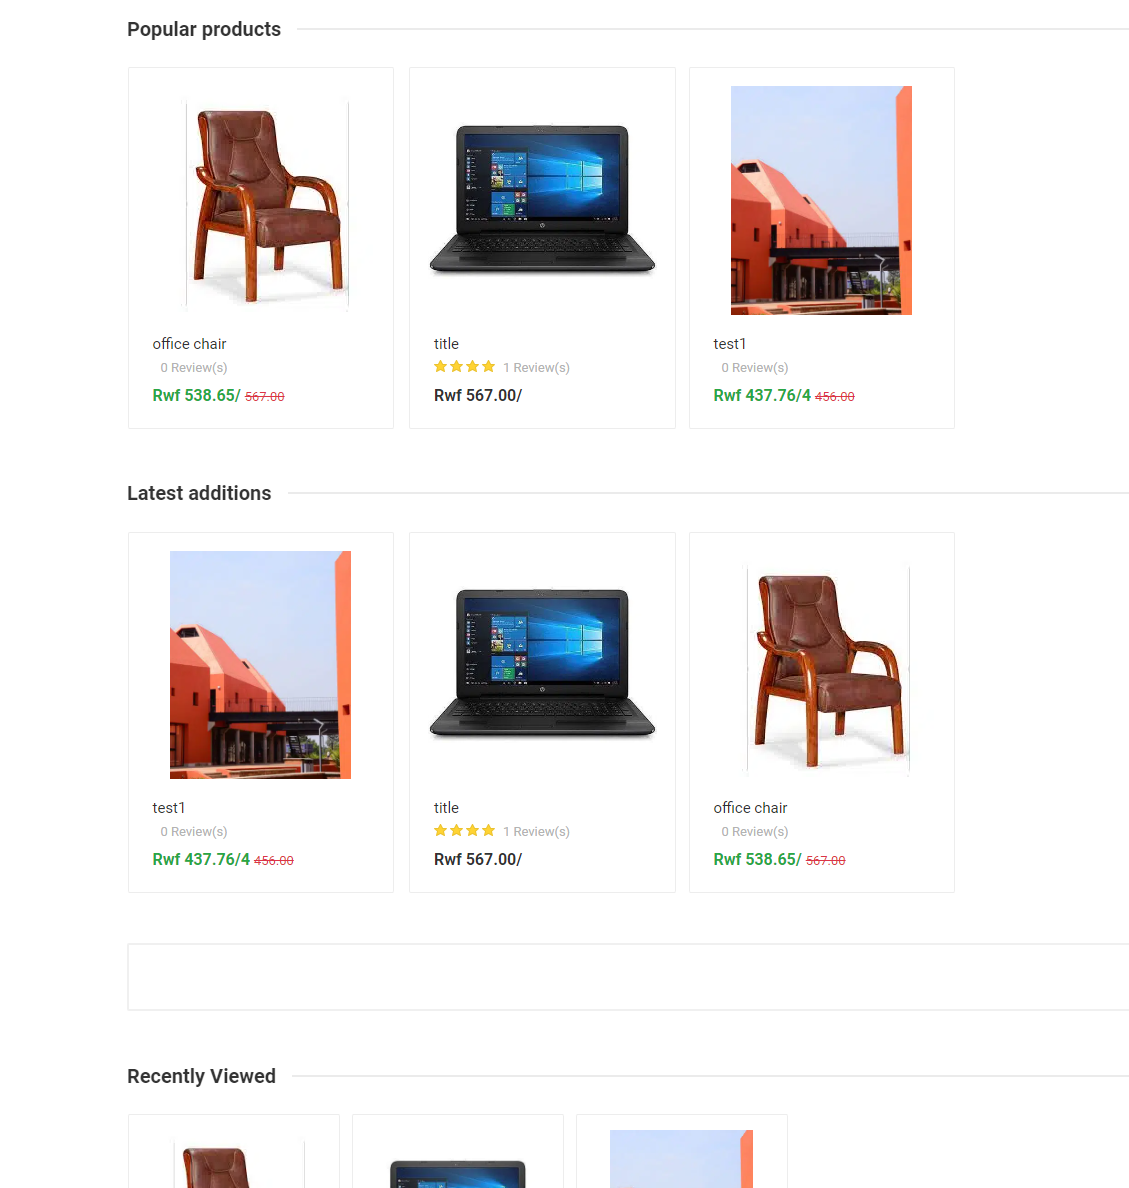 Popular products
office chair
0 Review(s)
Rwf 538.65/ 567.00
title
1 Review(s)
Rwf 567.00/
test1
0 Review(s)
Rwf 437.76/4 456.00
Latest additions
test1
0 Review(s)
Rwf 437.76/4 456.00
title
1 Review(s)
Rwf 567.00/
office chair
0 Review(s)
Rwf 538.65/ 567.00
Recently Viewed